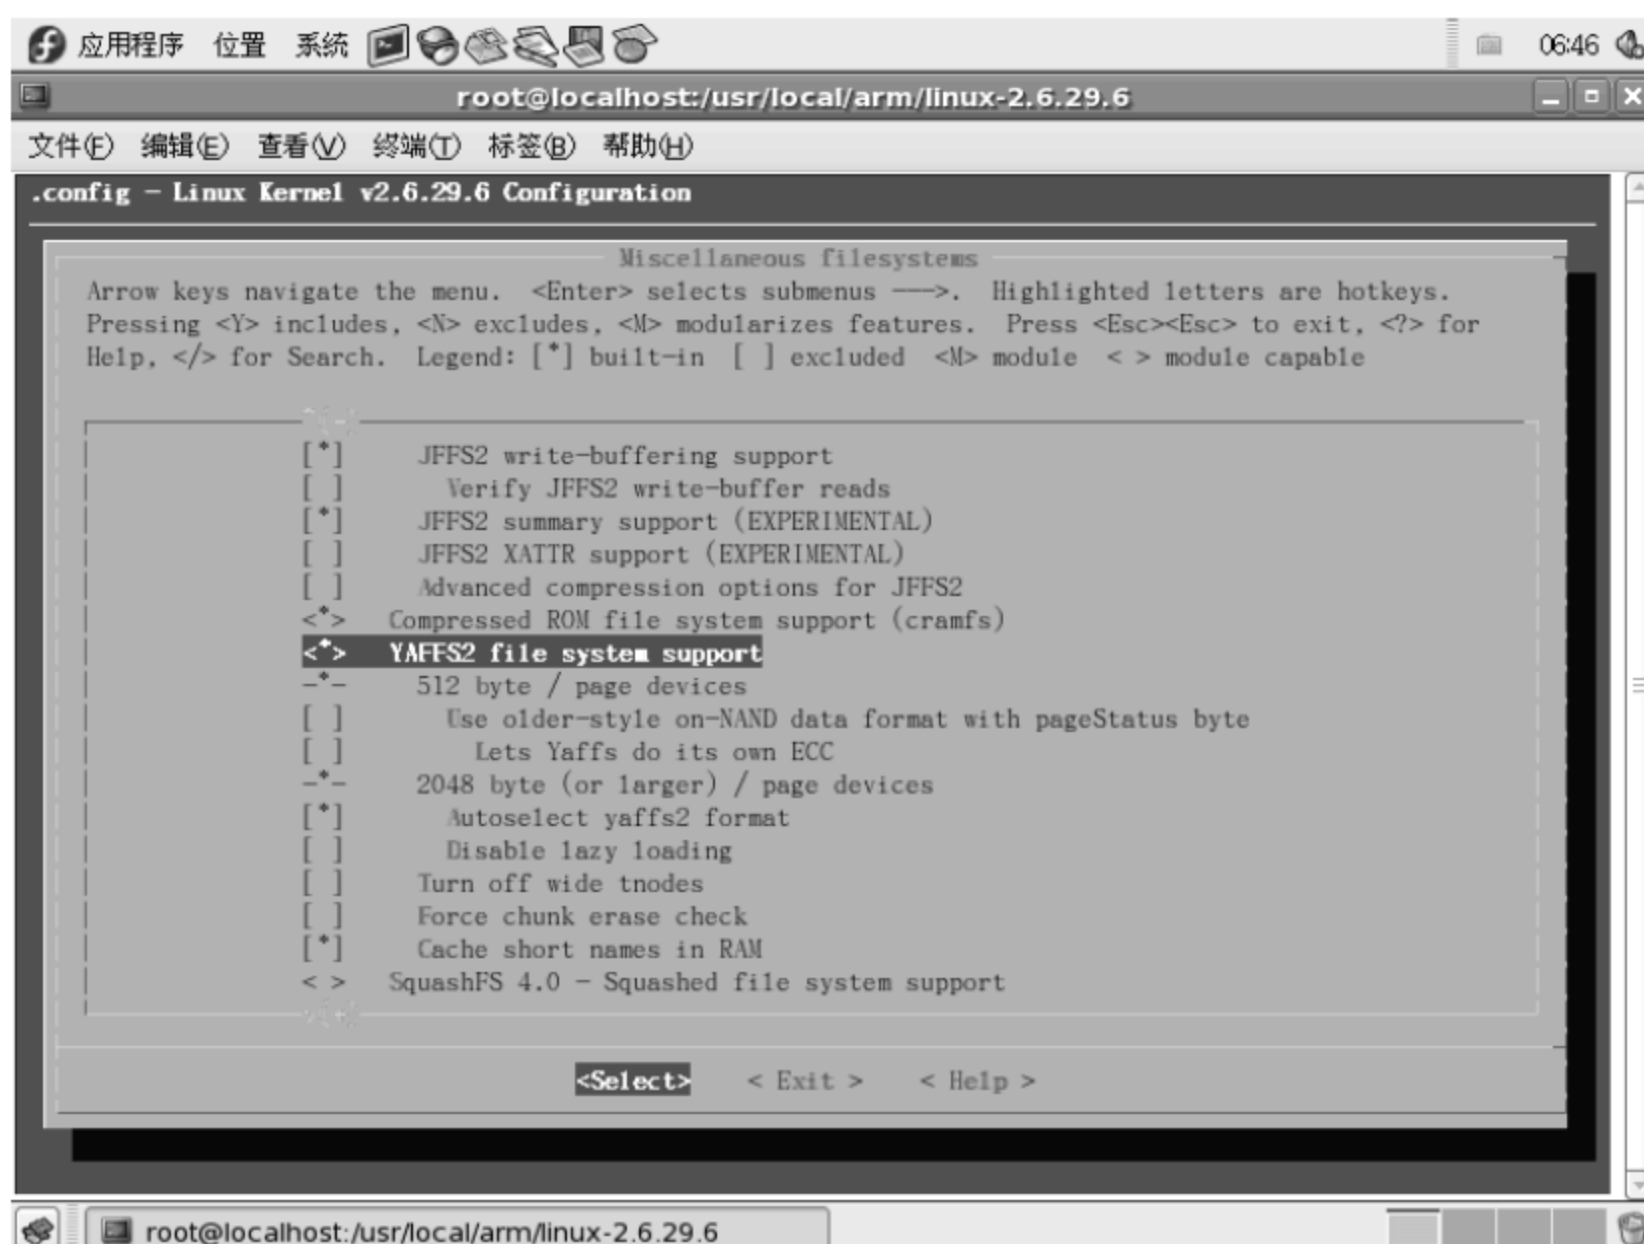 应用程序 位置 系统 06:46
root@localhost:/usr/local/arm/linux-2.6.29.6
文件(F) 编辑(E) 查看(V) 终端(T) 标签(B) 帮助(H)
.config - Linux Kernel v2.6.29.6 Configuration
Miscellaneous filesystems
Arrow keys navigate the menu. <Enter> selects submenus --->. Highlighted letters are hotkeys.
Pressing <Y> includes, <N> excludes, <M> modularizes features. Press <Esc><Esc> to exit, <?> for
Help, </> for Search. Legend: [*] built-in [ ] excluded <M> module < > module capable
^(-)
[*] JFFS2 write-buffering support
[ ] Verify JFFS2 write-buffer reads
[*] JFFS2 summary support (EXPERIMENTAL)
[ ] JFFS2 XATTR support (EXPERIMENTAL)
[ ] Advanced compression options for JFFS2
<*> Compressed ROM file system support (cramfs)
<*> YAFFS2 file system support
-*- 512 byte / page devices
[ ] Use older-style on-NAND data format with pageStatus byte
[ ] Lets Yaffs do its own ECC
-*- 2048 byte (or larger) / page devices
[*] Autoselect yaffs2 format
[ ] Disable lazy loading
[ ] Turn off wide tnodes
[ ] Force chunk erase check
[*] Cache short names in RAM
< > SquashFS 4.0 - Squashed file system support
v(+)
<Select> < Exit > < Help >
root@localhost:/usr/local/arm/linux-2.6.29.6